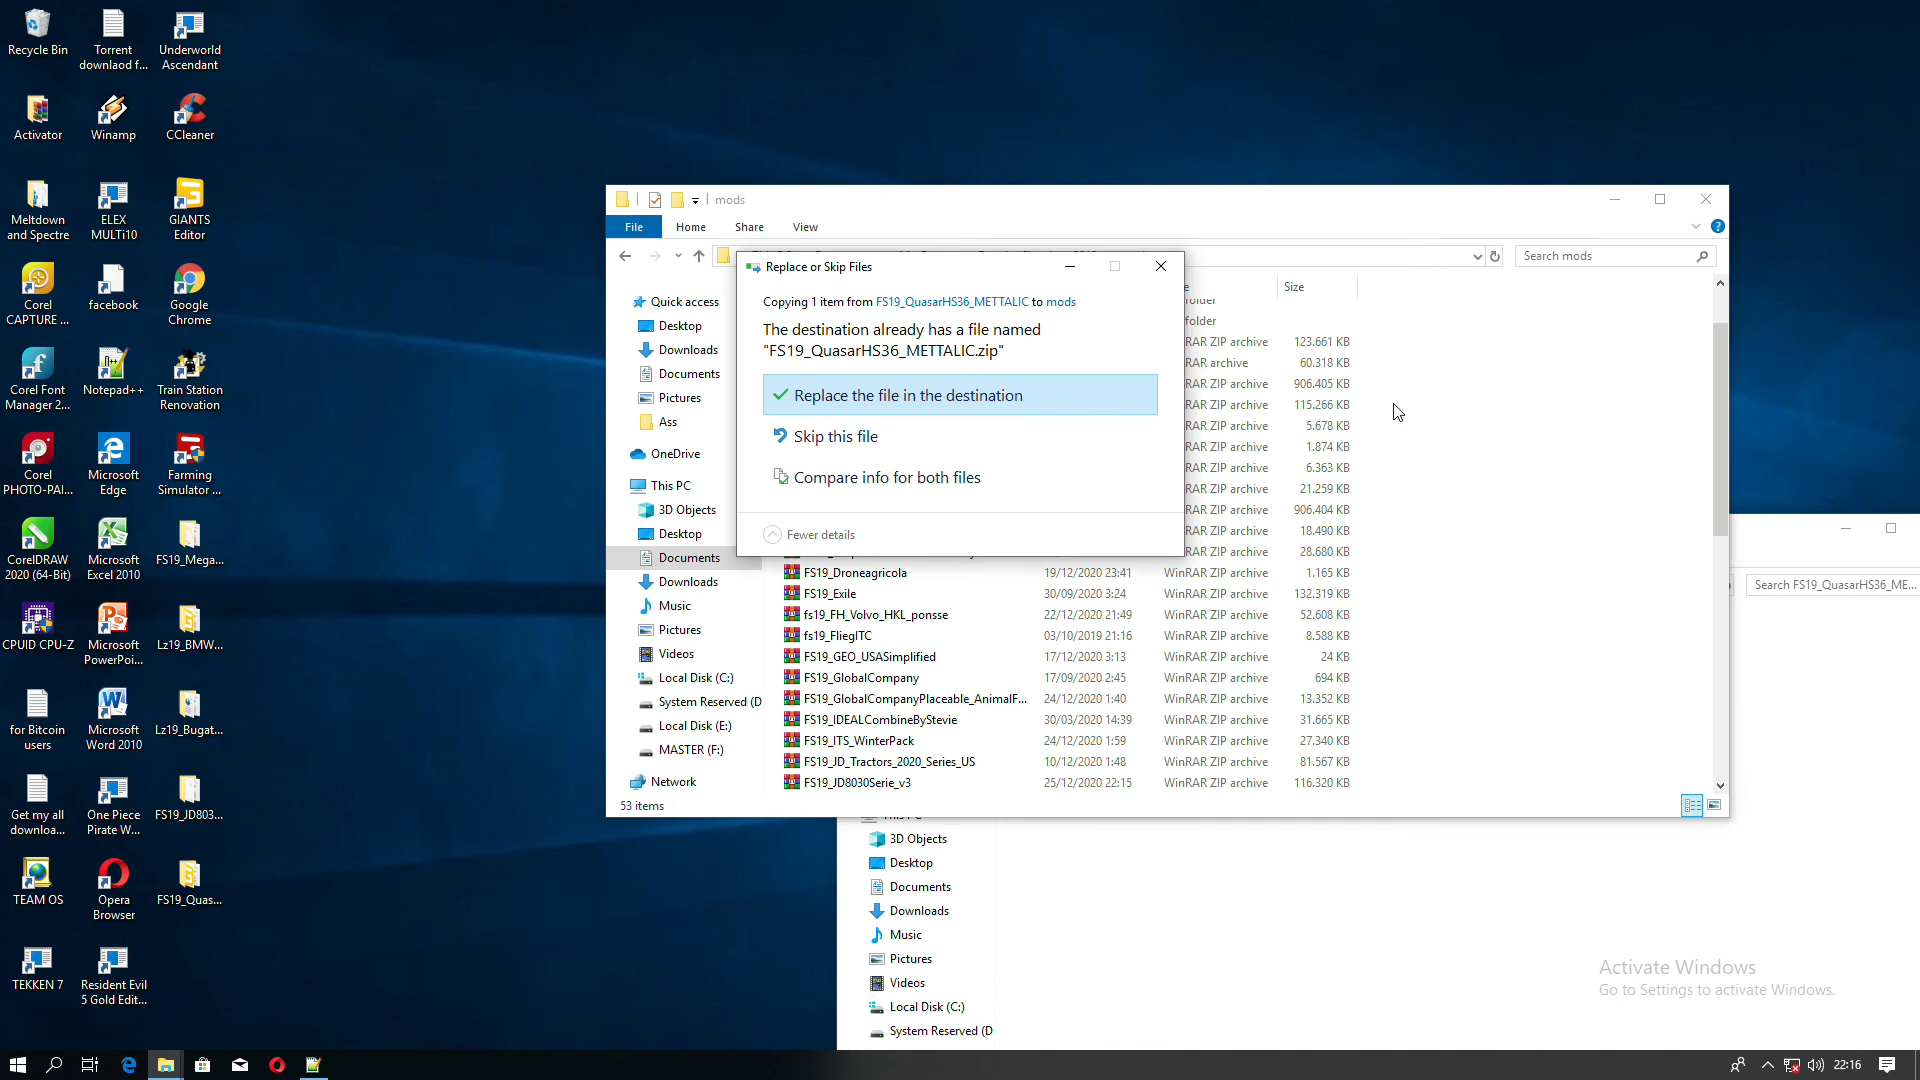 Recycle Bin
Torrent
downlaod f...
Underworld
Ascendant
Activator
Winamp
CCleaner
Meltdown
and Spectre
ELEX
MULTi10
GIANTS
Editor
Corel
CAPTURE ...
facebook
Google
Chrome
Corel Font
Manager 2...
Notepad++
Train Station
Renovation
Corel
PHOTO-PAI...
Microsoft
Edge
Farming
Simulator ...
CorelDRAW
2020 (64-Bit)
Microsoft
Excel 2010
FS19_Mega...
CPUID CPU-Z
Microsoft
PowerPoi...
Lz19_BMW...
for Bitcoin
users
Microsoft
Word 2010
Lz19_Bugat...
Get my all
downloa...
One Piece
Pirate W...
FS19_JD803...
TEAM OS
Opera
Browser
FS19_Quas...
TEKKEN 7
Resident Evil
5 Gold Edit...
mods
File
Home
Share
View
Search mods
Quick access
Desktop
Downloads
Documents
Pictures
Ass
OneDrive
This PC
3D Objects
Desktop
Documents
Downloads
Music
Pictures
Videos
Local Disk (C:)
System Reserved (D
Local Disk (E:)
MASTER (F:)
Network
53 items
Replace or Skip Files
Copying 1 item from FS19_QuasarHS36_METTALIC to mods
The destination already has a file named
"FS19_QuasarHS36_METTALIC.zip"
Replace the file in the destination
Skip this file
Compare info for both files
Fewer details
Size
folder
folder
RAR ZIP archive 123.661 KB
RAR archive 60.318 KB
RAR ZIP archive 906.405 KB
RAR ZIP archive 115.266 KB
RAR ZIP archive 5.678 KB
RAR ZIP archive 1.874 KB
RAR ZIP archive 6.363 KB
RAR ZIP archive 21.259 KB
RAR ZIP archive 906.404 KB
RAR ZIP archive 18.490 KB
RAR ZIP archive 28.680 KB
FS19_Droneagricola 19/12/2020 23:41 WinRAR ZIP archive 1.165 KB
FS19_Exile 30/09/2020 3:24 WinRAR ZIP archive 132.319 KB
fs19_FH_Volvo_HKL_ponsse 22/12/2020 21:49 WinRAR ZIP archive 52.608 KB
fs19_FlieglTC 03/10/2019 21:16 WinRAR ZIP archive 8.588 KB
FS19_GEO_USASimplified 17/12/2020 3:13 WinRAR ZIP archive 24 KB
FS19_GlobalCompany 17/09/2020 2:45 WinRAR ZIP archive 694 KB
FS19_GlobalCompanyPlaceable_AnimalF... 24/12/2020 1:40 WinRAR ZIP archive 13.352 KB
FS19_IDEALCombineByStevie 30/03/2020 14:39 WinRAR ZIP archive 31.665 KB
FS19_ITS_WinterPack 24/12/2020 1:59 WinRAR ZIP archive 27.340 KB
FS19_JD_Tractors_2020_Series_US 10/12/2020 1:48 WinRAR ZIP archive 81.567 KB
FS19_JD8030Serie_v3 25/12/2020 22:15 WinRAR ZIP archive 116.320 KB
Search FS19_QuasarHS36_ME...
This PC
3D Objects
Desktop
Documents
Downloads
Music
Pictures
Videos
Local Disk (C:)
System Reserved (D
Activate Windows
Go to Settings to activate Windows.
22:16